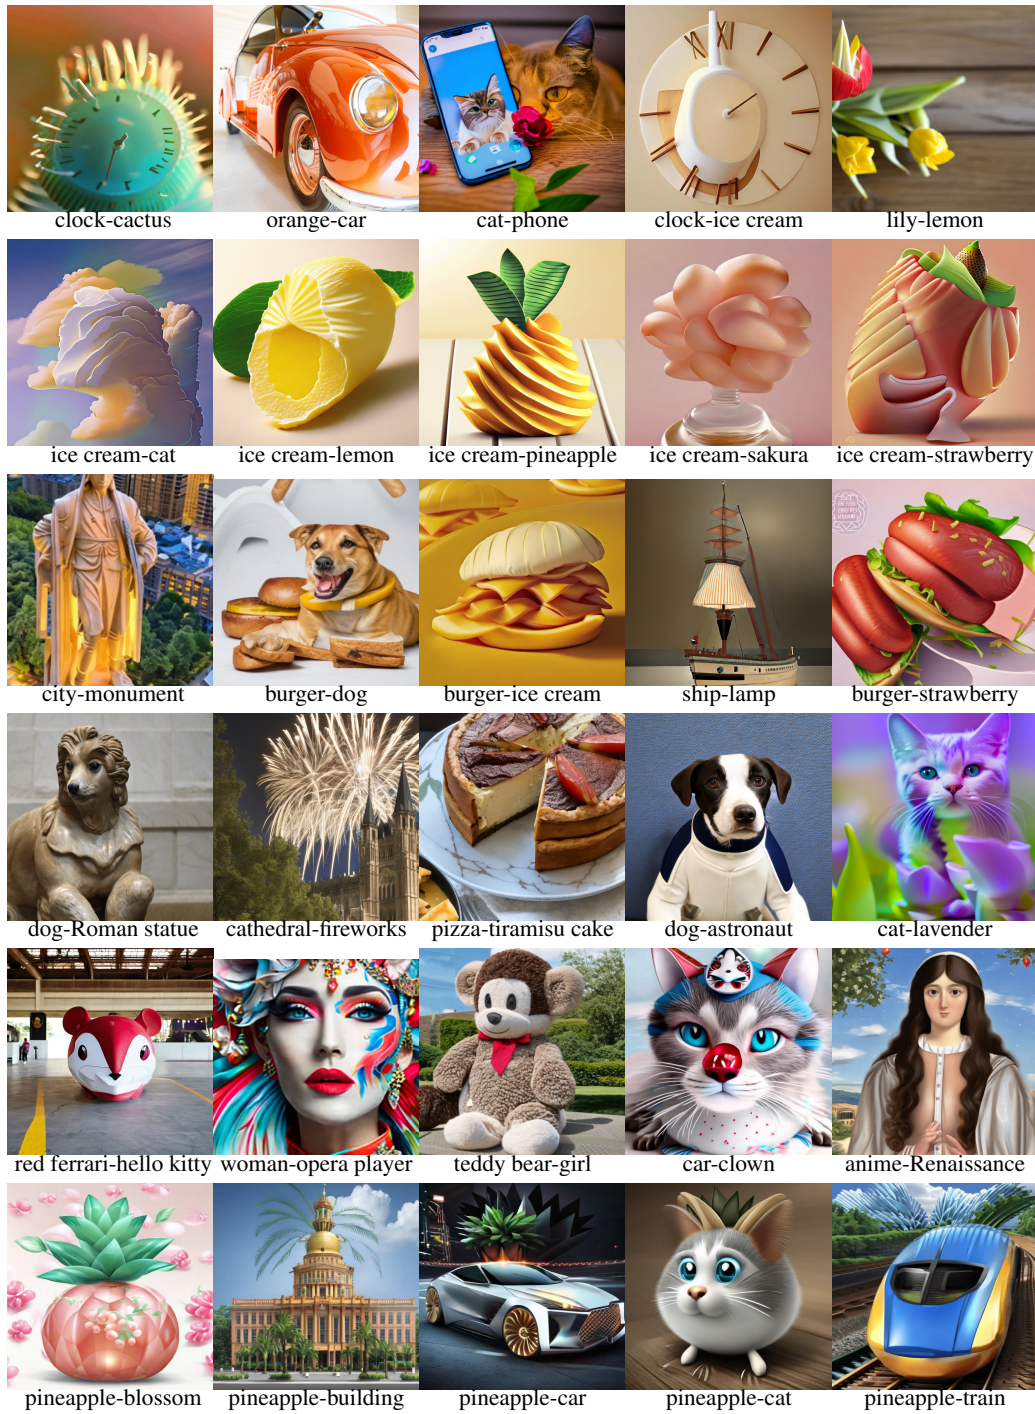 clock-cactus
orange-car
cat-phone
clock-ice cream
lily-lemon
ice cream-cat
ice cream-lemon
ice cream-pineapple
ice cream-sakura
ice cream-strawberry
city-monument
burger-dog
burger-ice cream
ship-lamp
burger-strawberry
dog-Roman statue
cathedral-fireworks
pizza-tiramisu cake
dog-astronaut
cat-lavender
red ferrari-hello kitty
woman-opera player
teddy bear-girl
car-clown
anime-Renaissance
pineapple-blossom
pineapple-building
pineapple-car
pineapple-cat
pineapple-train